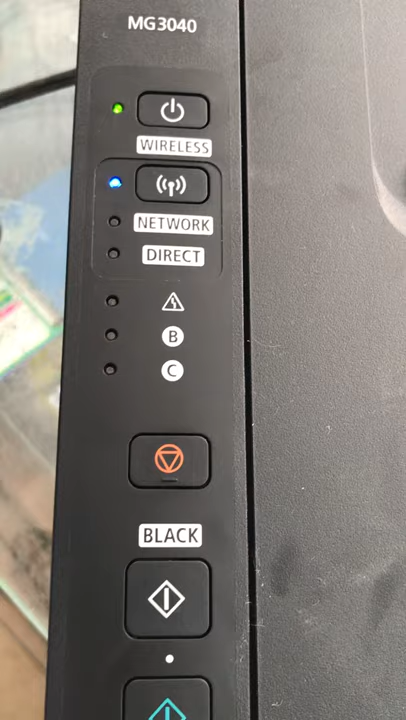 MG3040
WIRELESS
NETWORK
DIRECT
B
C
BLACK